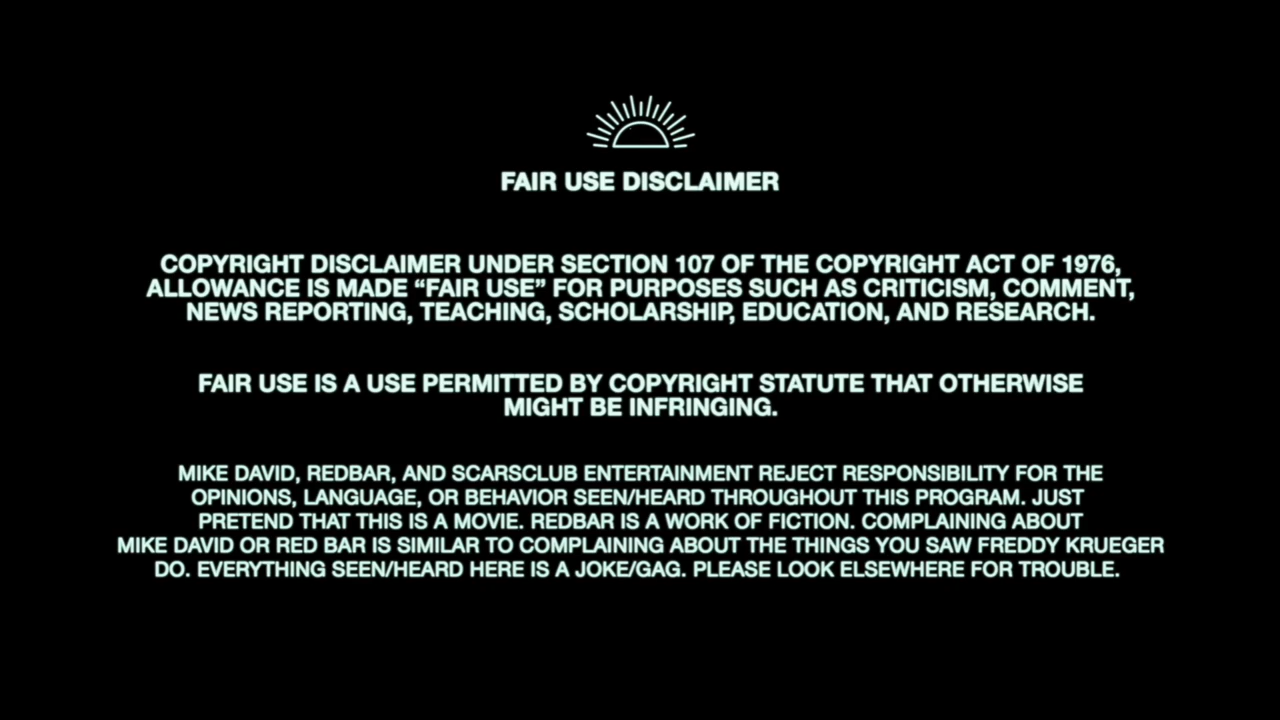 FAIR USE DISCLAIMER
COPYRIGHT DISCLAIMER UNDER SECTION 107 OF THE COPYRIGHT ACT OF 1976,
ALLOWANCE IS MADE “FAIR USE” FOR PURPOSES SUCH AS CRITICISM, COMMENT,
NEWS REPORTING, TEACHING, SCHOLARSHIP, EDUCATION, AND RESEARCH.
FAIR USE IS A USE PERMITTED BY COPYRIGHT STATUTE THAT OTHERWISE
MIGHT BE INFRINGING.
MIKE DAVID, REDBAR, AND SCARSCLUB ENTERTAINMENT REJECT RESPONSIBILITY FOR THE
OPINIONS, LANGUAGE, OR BEHAVIOR SEEN/HEARD THROUGHOUT THIS PROGRAM. JUST
PRETEND THAT THIS IS A MOVIE. REDBAR IS A WORK OF FICTION. COMPLAINING ABOUT
MIKE DAVID OR RED BAR IS SIMILAR TO COMPLAINING ABOUT THE THINGS YOU SAW FREDDY KRUEGER
DO. EVERYTHING SEEN/HEARD HERE IS A JOKE/GAG. PLEASE LOOK ELSEWHERE FOR TROUBLE.